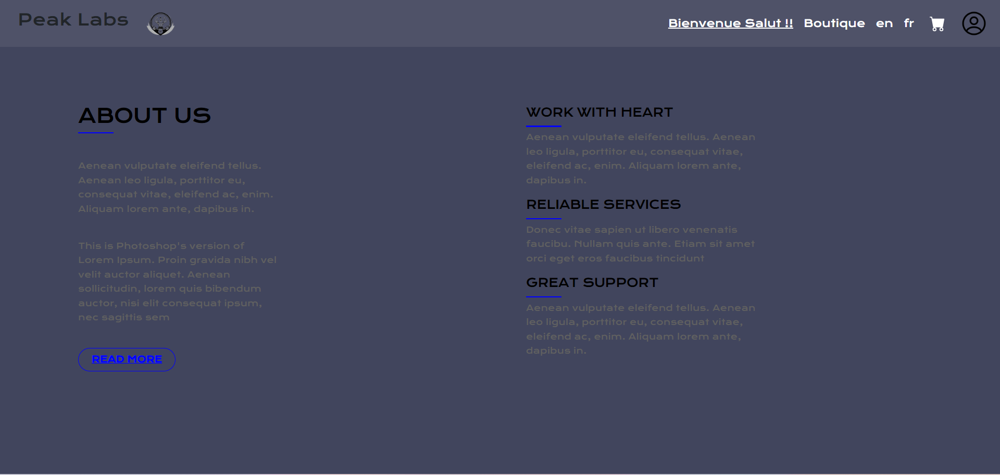 Peak Labs
Bienvenue Salut !! Boutique en fr
ABOUT US
Aenean vulputate eleifend tellus.
Aenean leo ligula, porttitor eu,
consequat vitae, eleifend ac, enim.
Aliquam lorem ante, dapibus in.
This is Photoshop's version of
Lorem Ipsum. Proin gravida nibh vel
velit auctor aliquet. Aenean
sollicitudin, lorem quis bibendum
auctor, nisi elit consequat ipsum,
nec sagittis sem
READ MORE
WORK WITH HEART
Aenean vulputate eleifend tellus. Aenean
leo ligula, porttitor eu, consequat vitae,
eleifend ac, enim. Aliquam lorem ante,
dapibus in.
RELIABLE SERVICES
Donec vitae sapien ut libero venenatis
faucibu. Nullam quis ante. Etiam sit amet
orci eget eros faucibus tincidunt
GREAT SUPPORT
Aenean vulputate eleifend tellus. Aenean
leo ligula, porttitor eu, consequat vitae,
eleifend ac, enim. Aliquam lorem ante,
dapibus in.